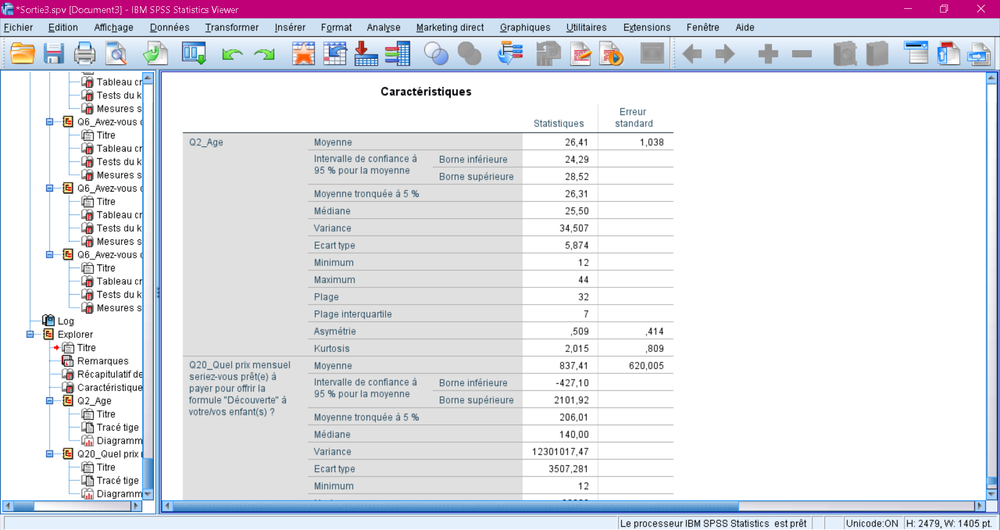 *Sortie3.spv [Document3] - IBM SPSS Statistics Viewer
Fichier Edition Affichage Données Transformer Insérer Format Analyse Marketing direct Graphiques Utilitaires Extensions Fenêtre Aide
Tableau cr
Tests du k
Mesures s
Q6_Avez-vous
Titre
Tableau cr
Tests du k
Mesures s
Q6_Avez-vous
Titre
Tableau cr
Tests du k
Mesures s
Q6_Avez-vous
Titre
Tableau cr
Tests du k
Mesures s
Log
Explorer
Titre
Remarques
Récapitulatif de
Caractéristique
Q2_Age
Titre
Tracé tige
Diagramm
Q20_Quel prix
Titre
Tracé tige
Diagramm
Caractéristiques
Statistiques Erreur standard
Q2_Age Moyenne 26,41 1,038
Intervalle de confiance à 95 % pour la moyenne Borne inférieure 24,29
Borne supérieure 28,52
Moyenne tronquée à 5 % 26,31
Médiane 25,50
Variance 34,507
Ecart type 5,874
Minimum 12
Maximum 44
Plage 32
Plage interquartile 7
Asymétrie ,509 ,414
Kurtosis 2,015 ,809
Q20_Quel prix mensuel seriez-vous prêt(e) à payer pour offrir la formule "Découverte" à votre/vos enfant(s) ? Moyenne 837,41 620,005
Intervalle de confiance à 95 % pour la moyenne Borne inférieure -427,10
Borne supérieure 2101,92
Moyenne tronquée à 5 % 206,01
Médiane 140,00
Variance 12301017,47
Ecart type 3507,281
Minimum 12
Le processeur IBM SPSS Statistics est prêt Unicode:ON H: 2479, W: 1405 pt.